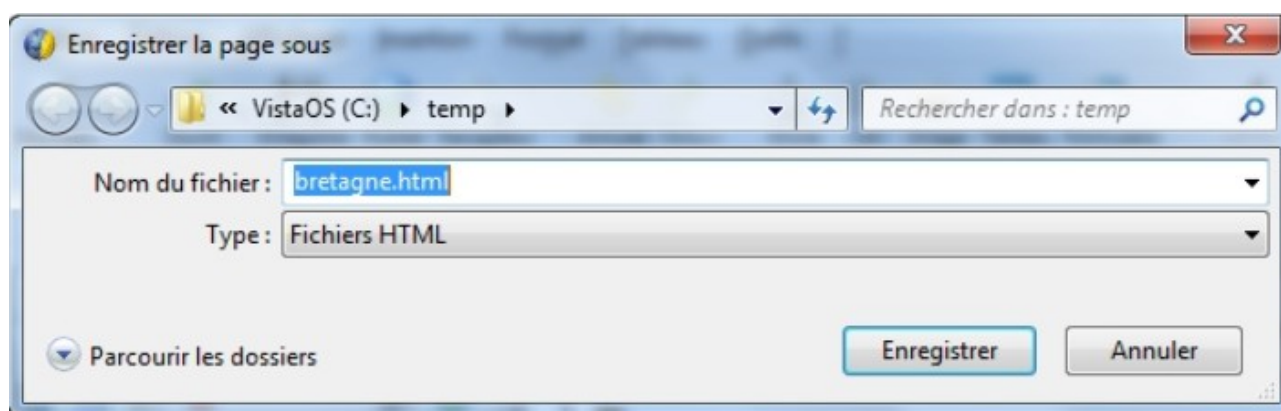 Enregistrer la page sous
« VistaOS (C:) temp
Rechercher dans : temp
Nom du fichier : bretagne.html
Type : Fichiers HTML
Parcourir les dossiers
Enregistrer
Annuler